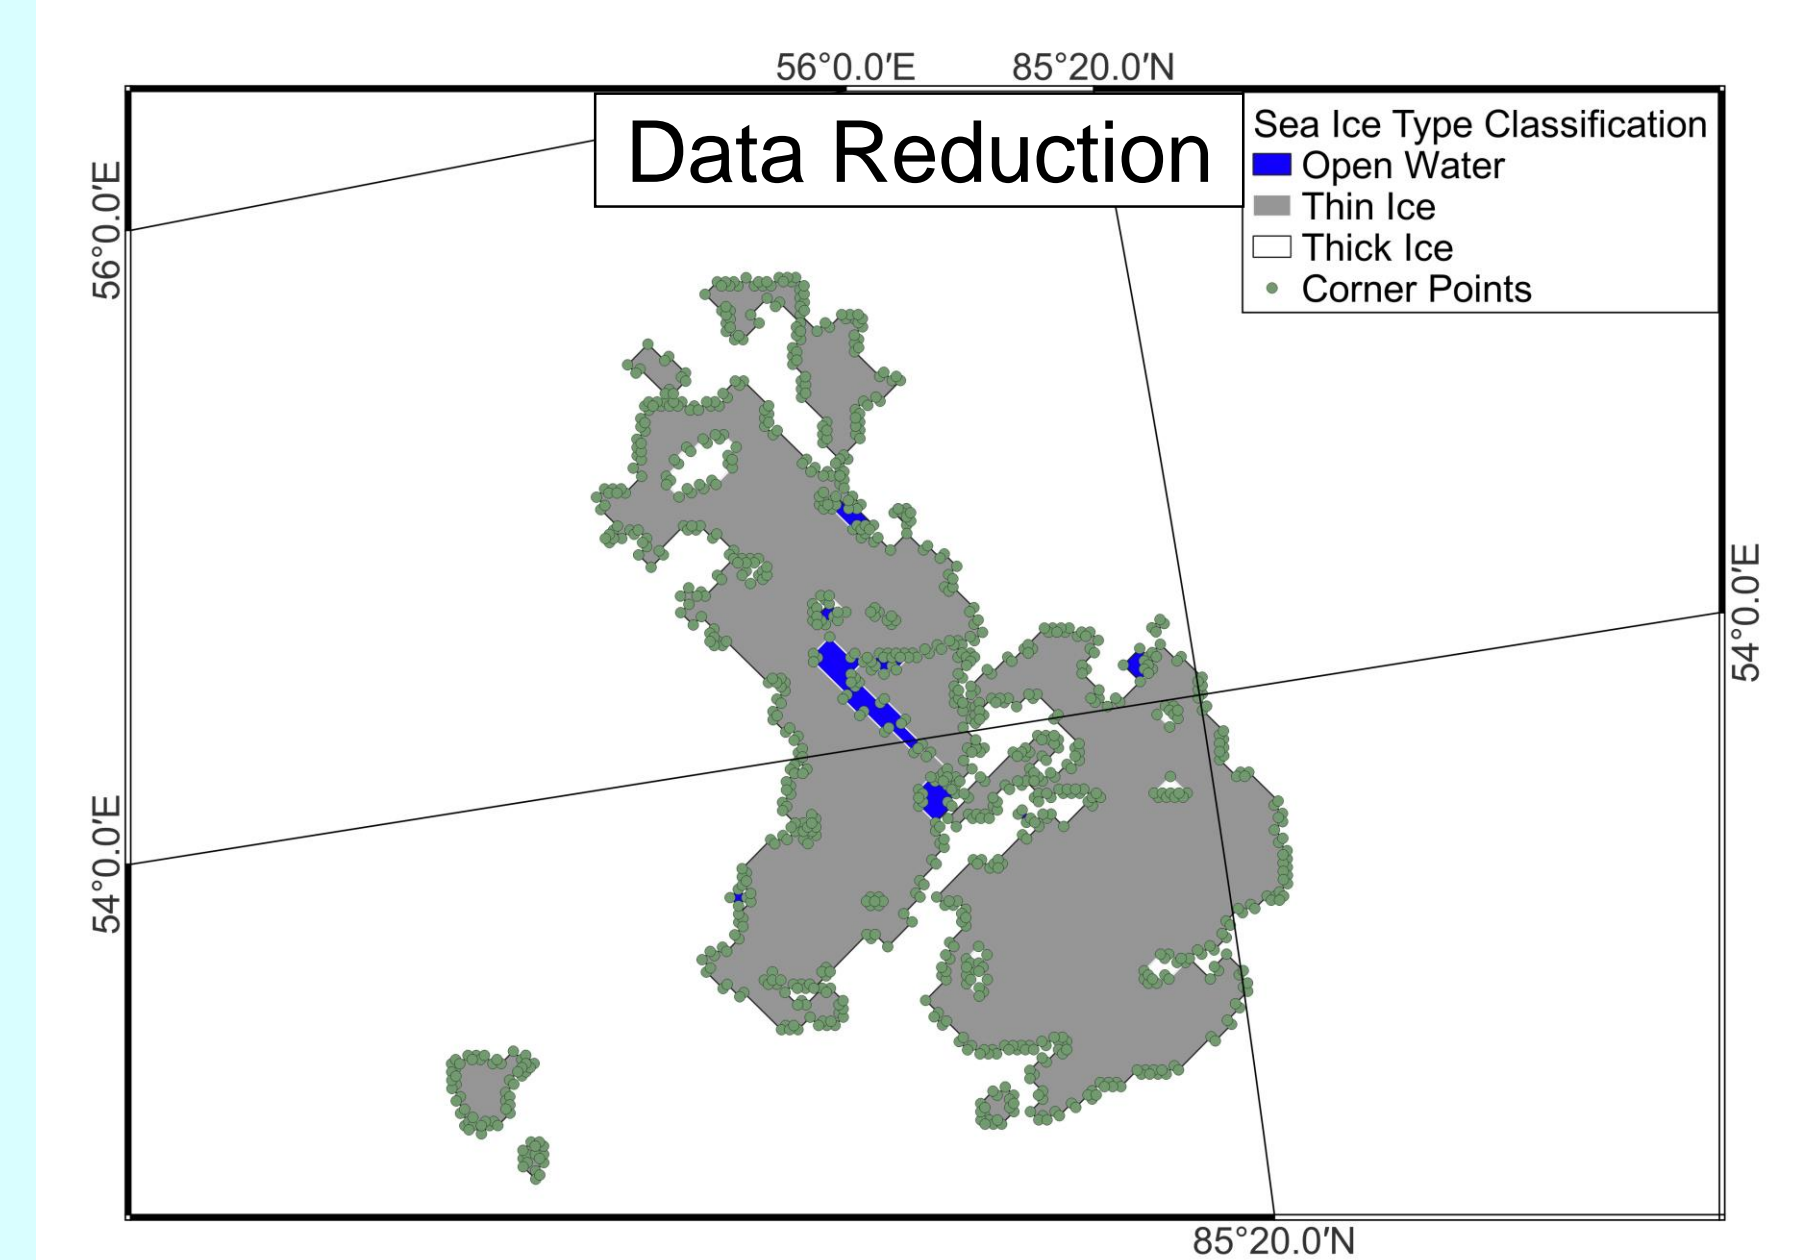 56°0.0′E 85°20.0′N
Data Reduction
Sea Ice Type Classification
Open Water
Thin Ice
Thick Ice
Corner Points
56°0.0′E
54°0.0′E
54°0.0′E
85°20.0′N